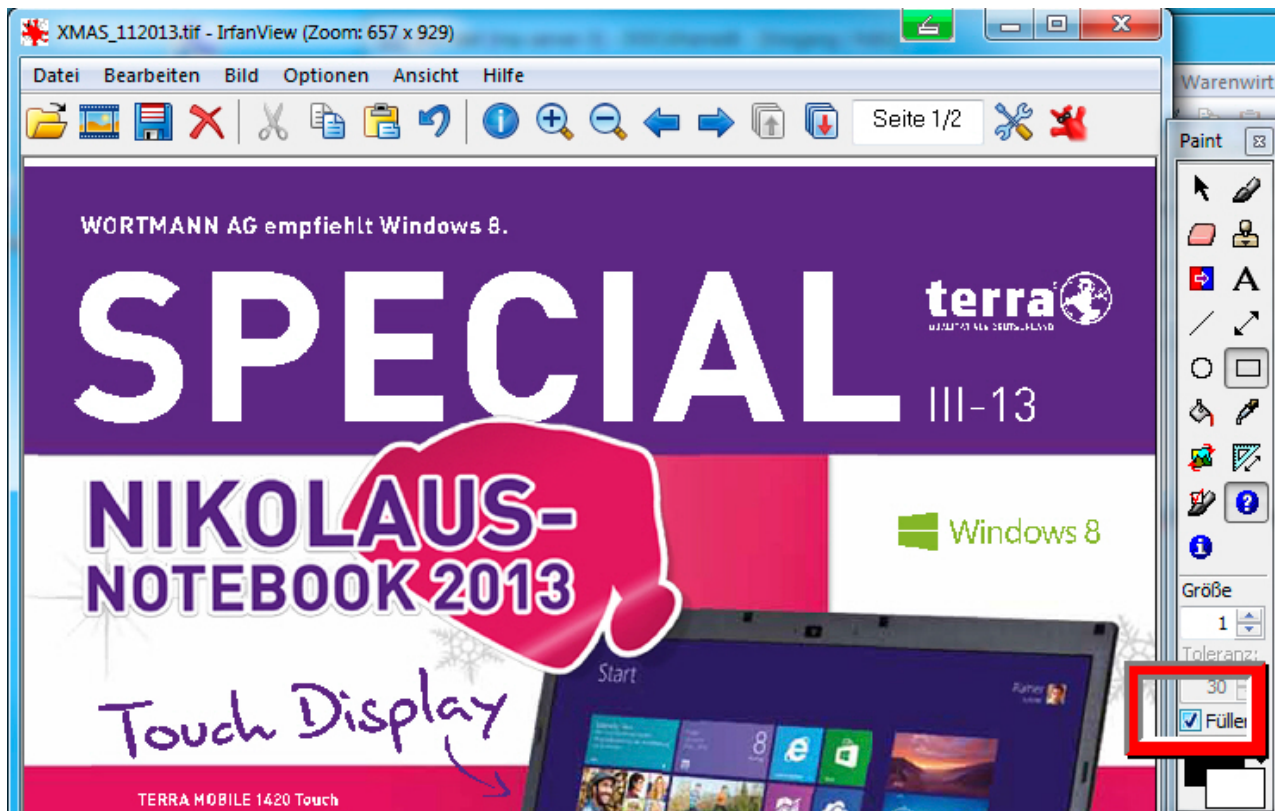 XMAS_112013.tif - IrfanView (Zoom: 657 x 929)
Datei Bearbeiten Bild Optionen Ansicht Hilfe
Warenwirt
Seite 1/2
Paint
WORTMANN AG empfiehlt Windows 8.
SPECIAL
terra
III-13
NIKOLAUS-
NOTEBOOK 2013
Windows 8
Touch Display
Start
TERRA MOBILE 1420 Touch
A
Größe
1
Toleranz:
30
Füller
8